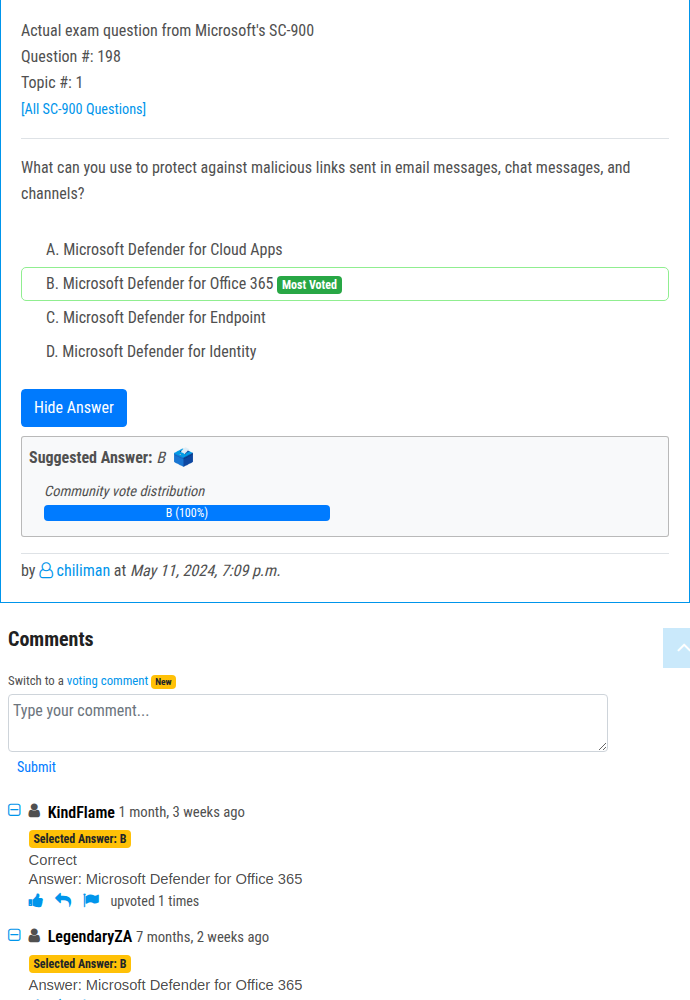 Actual exam question from Microsoft's SC-900
Question #: 198
Topic #: 1
[All SC-900 Questions]
What can you use to protect against malicious links sent in email messages, chat messages, and
channels?
A. Microsoft Defender for Cloud Apps
B. Microsoft Defender for Office 365 Most Voted
C. Microsoft Defender for Endpoint
D. Microsoft Defender for Identity
Hide Answer
Suggested Answer: B
Community vote distribution
B (100%)
by chiliman at May 11, 2024, 7:09 p.m.
Comments
Switch to a voting comment New
Type your comment...
Submit
KindFlame 1 month, 3 weeks ago
Selected Answer: B
Correct
Answer: Microsoft Defender for Office 365
upvoted 1 times
LegendaryZA 7 months, 2 weeks ago
Selected Answer: B
Answer: Microsoft Defender for Office 365